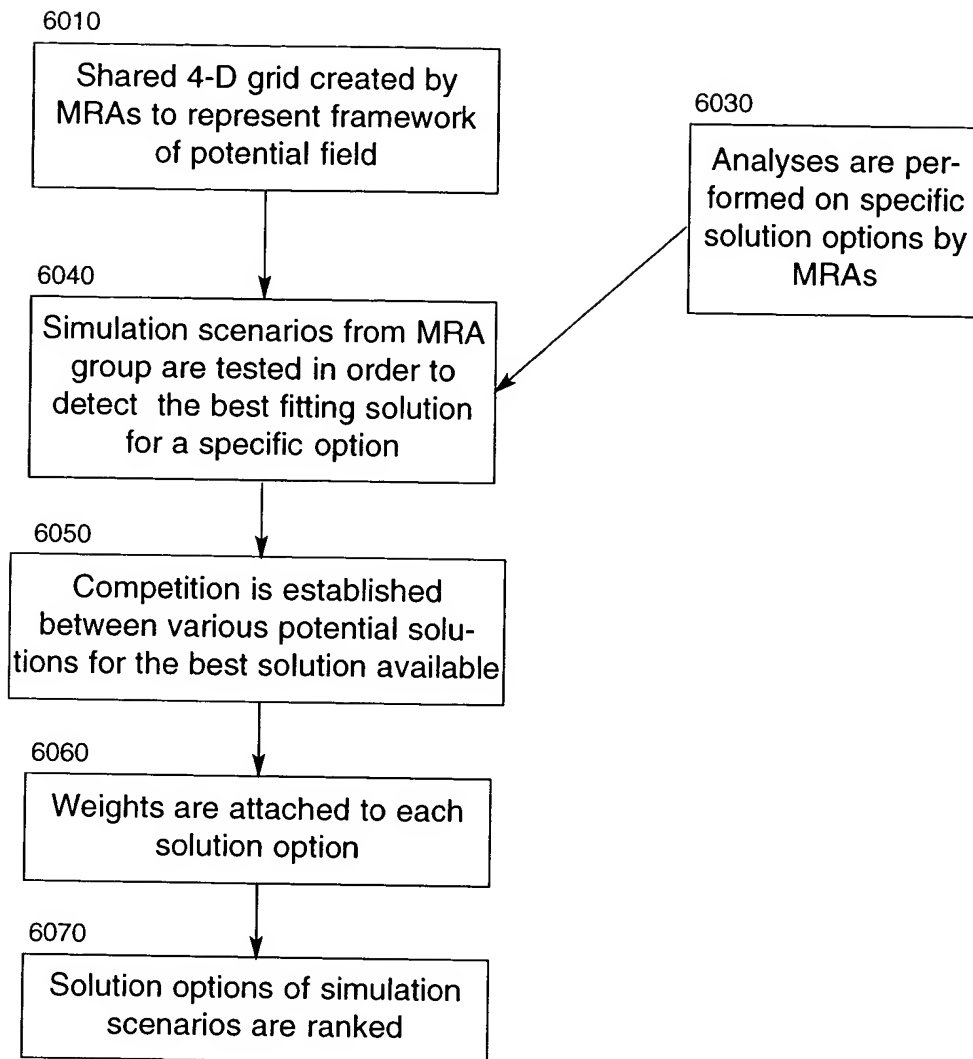 6010
Shared 4-D grid created by
MRAs to represent framework
of potential field
6030
Analyses are per-
formed on specific
solution options by
MRAs
6040
Simulation scenarios from MRA
group are tested in order to
detect the best fitting solution
for a specific option
6050
Competition is established
between various potential solu-
tions for the best solution available
6060
Weights are attached to each
solution option
6070
Solution options of simulation
scenarios are ranked